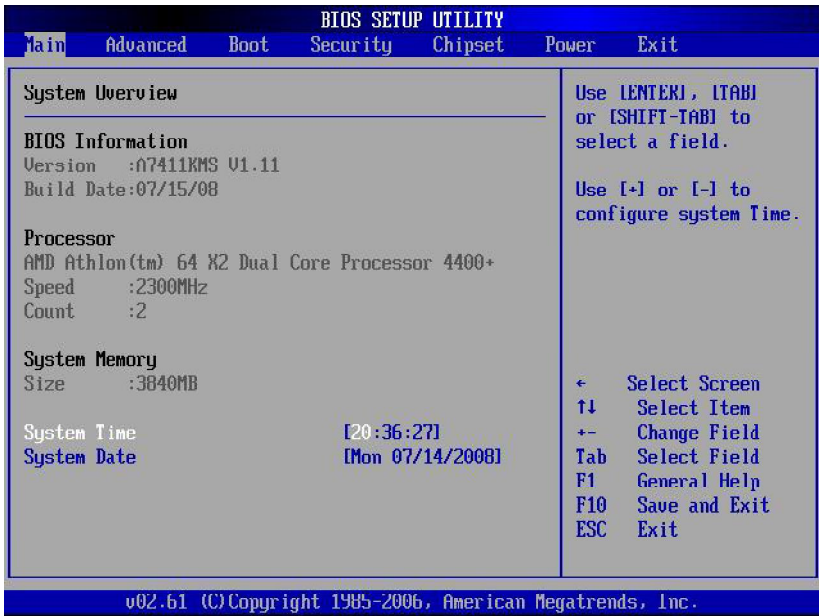 BIOS SETUP UTILITY
Main Advanced Boot Security Chipset Power Exit
System Overview
BIOS Information
Version :A7411KMS V1.11
Build Date:07/15/08
Processor
AMD Athlon(tm) 64 X2 Dual Core Processor 4400+
Speed :2300MHz
Count :2
System Memory
Size :3840MB
System Time [20:36:27]
System Date [Mon 07/14/2008]
Use [ENTER], [TAB]
or [SHIFT-TAB] to
select a field.
Use [+] or [-] to
configure system Time.
← Select Screen
↑↓ Select Item
+- Change Field
Tab Select Field
F1 General Help
F10 Save and Exit
ESC Exit
v02.61 (C)Copyright 1985-2006, American Megatrends, Inc.